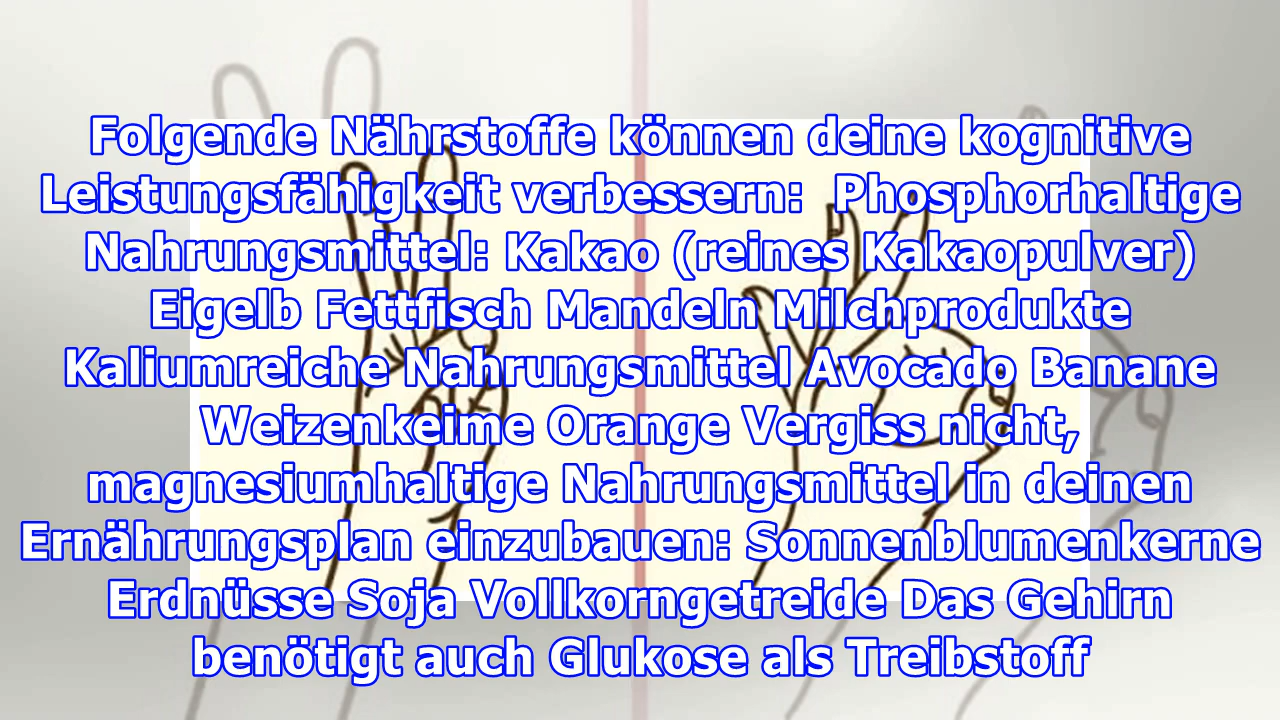 Folgende Nährstoffe können deine kognitive
Leistungsfähigkeit verbessern:  Phosphorhaltige
Nahrungsmittel: Kakao (reines Kakaopulver)
Eigelb Fettfisch Mandeln Milchprodukte
Kaliumreiche Nahrungsmittel Avocado Banane
Weizenkeime Orange Vergiss nicht,
magnesiumhaltige Nahrungsmittel in deinen
Ernährungsplan einzubauen: Sonnenblumenkerne
Erdnüsse Soja Vollkorngetreide Das Gehirn
benötigt auch Glukose als Treibstoff